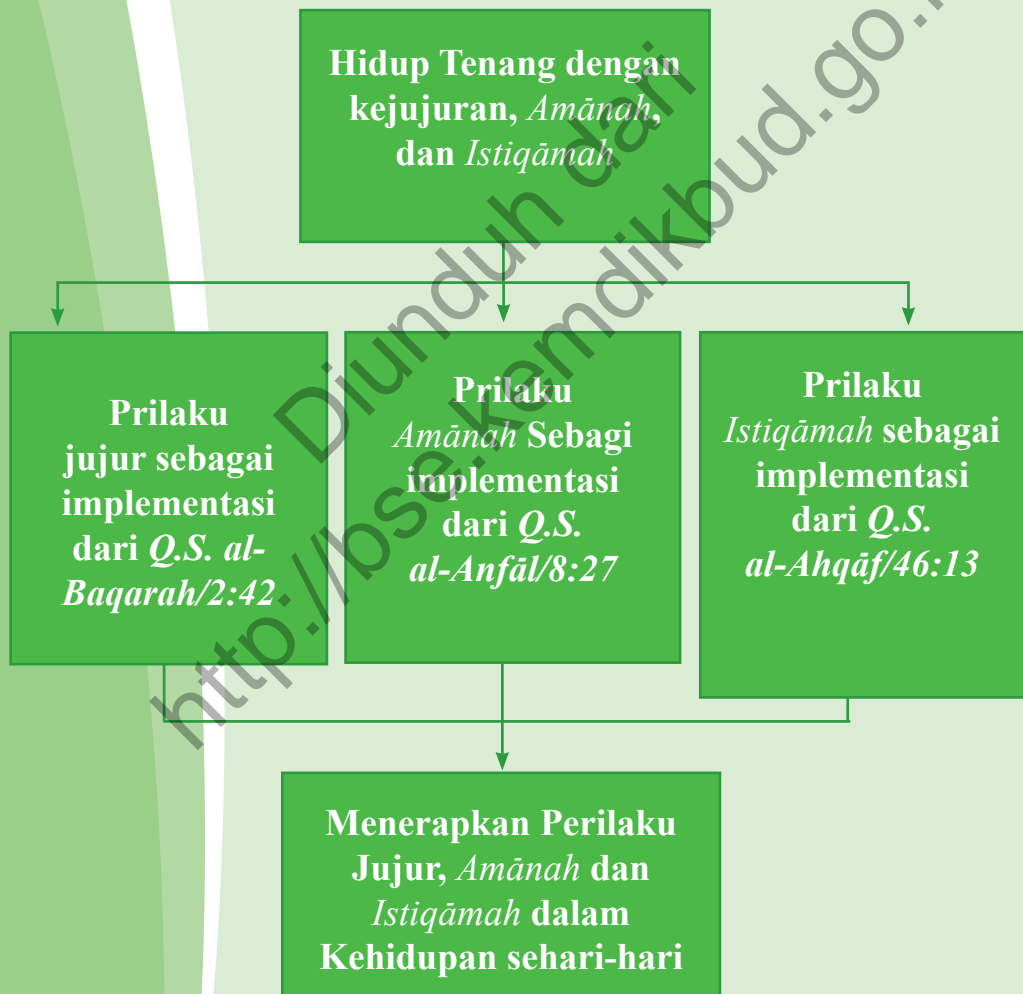 Hidup Tenang dengan
kejujuran, Amānah,
dan Istiqāmah
Prilaku
jujur sebagai
implementasi
dari Q.S. al-
Baqarah/2:42
Prilaku
Amānah Sebagi
implementasi
dari Q.S.
al-Anfāl/8:27
Prilaku
Istiqāmah sebagai
implementasi
dari Q.S.
al-Ahqāf/46:13
Menerapkan Perilaku
Jujur, Amānah dan
Istiqāmah dalam
Kehidupan sehari-hari
Diunduh dari
http://bse.kemdikbud.go.